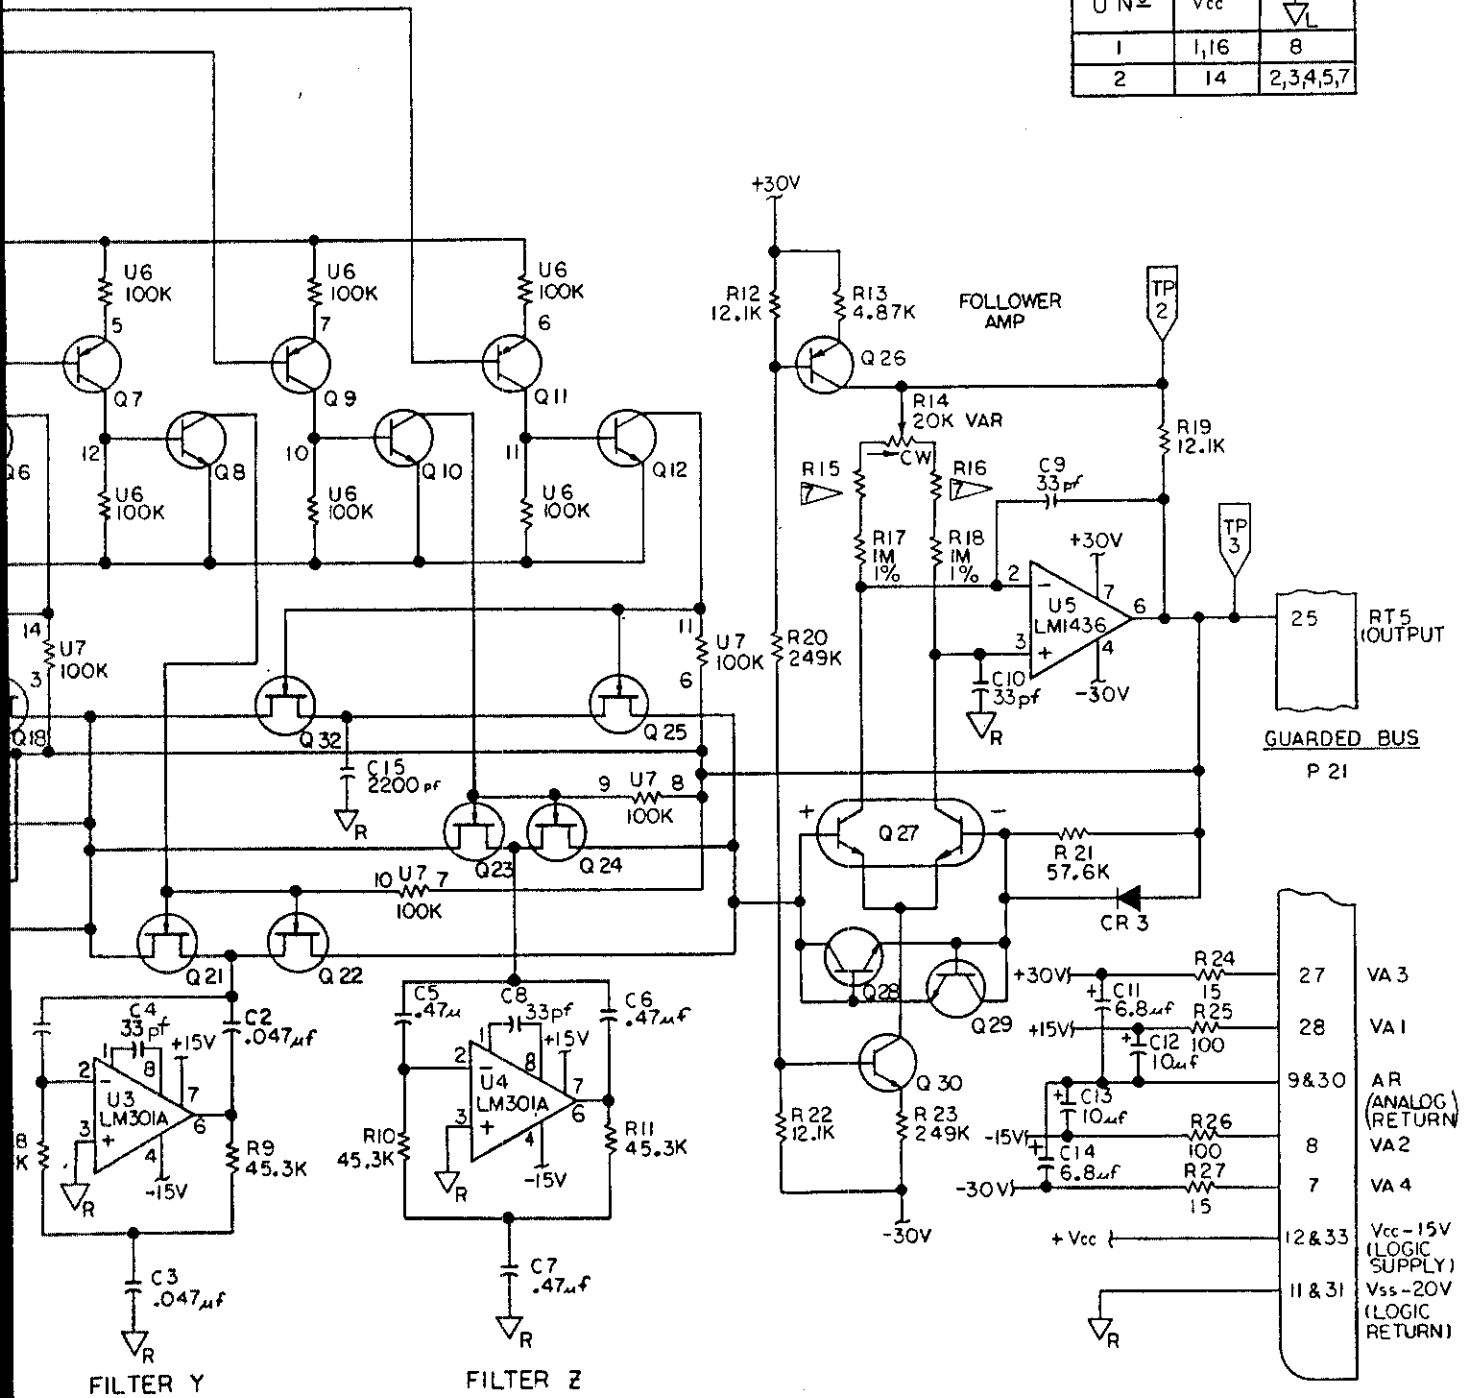 U Nº Vcc L
1 1,16 8
2 14 2,3,4,5,7
+30V
U6 100K
5
Q7
U6 100K
7
Q9
U6 100K
6
Q11
R12 12.1K
R13 4.87K
FOLLOWER
AMP
TP
2
Q26
R14
20K VAR
CW
R19
12.1K
Q6
12
Q8
10
Q10
11
Q12
U6 100K
U6 100K
U6 100K
R15
7
R16
7
C9
33pf
TP
3
R17
1M
1%
R18
1M
1%
+30V
2
-
7
U5
LM1436
6
3
+
4
-30V
25
RT5
(OUTPUT
GUARDED BUS
P 21
14
U7
100K
3
Q18
11
U7
100K
6
R20
249K
C10
33pf
R
Q32
Q25
C15
2200pf
R
9 U7 8
100K
Q23
Q24
+
Q27
-
R21
57.6K
CR3
10 U7 7
100K
Q21
Q22
Q28
Q29
Q30
C4
33pf
1
8
+15V
C2
.047µf
2
-
U3
LM301A
7
6
3
+
4
-15V
R
8
K
R9
45.3K
C3
.047µf
R
FILTER Y
C5
.47µ
C8
33pf
C6
.47µf
1
8
+15V
2
-
U4
LM301A
7
6
3
+
4
-15V
R
R10
45.3K
R11
45.3K
C7
.47µf
R
FILTER Z
R22
12.1K
R23
249K
-30V
+30V
+
C11
6.8µf
R24
15
27 VA3
+15V
+
C12
10µf
R25
100
28 VA1
9&30 AR
(ANALOG)
RETURN
+
C13
10µf
-15V
R26
100
8 VA2
+
C14
6.8µf
-30V
R27
15
7 VA4
+Vcc
12&33 Vcc-15V
(LOGIC
SUPPLY)
11&31 Vss-20V
(LOGIC
RETURN)
R